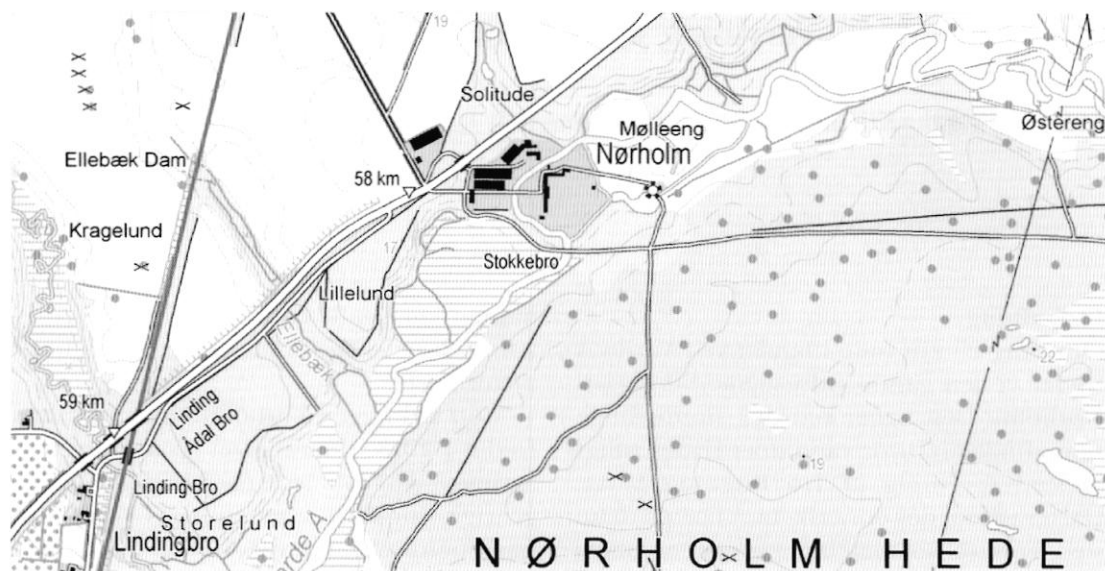 19
Solitude
Mølleeng
Nørholm
Østereng
Ellebæk Dam
58 km
Kragelund
17
Stokkebro
Lillelund
Ellebæk
22
59 km
Linding
Ådal Bro
19
Linding Bro
Storelund
Lindingbro
Å
NØRHOLM HEDE